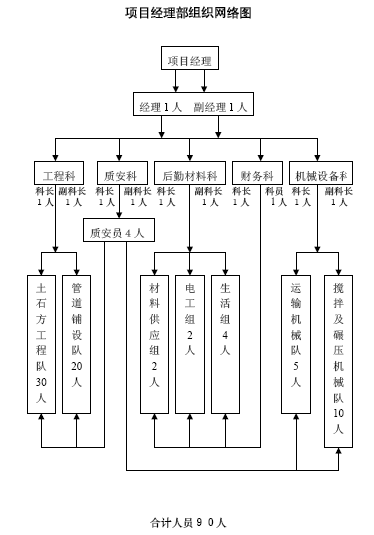 项目经理部组织网络图
项目经理
经理1人 副经理1人
工程科 质安科 后勤材料科 财务科 机械设备科
科长 副科长 科长 副科长 科长 副科长 科长 科员 科长 副科长
1人 1人 1人 1人 1人 1人 1人 1人 1人 1人
质安员4人
土石方工程队30人
管道铺设队20人
材料供应组2人
电工组2人
生活组4人
运输机械队5人
搅拌及碾压机械队10人
合计人员90人